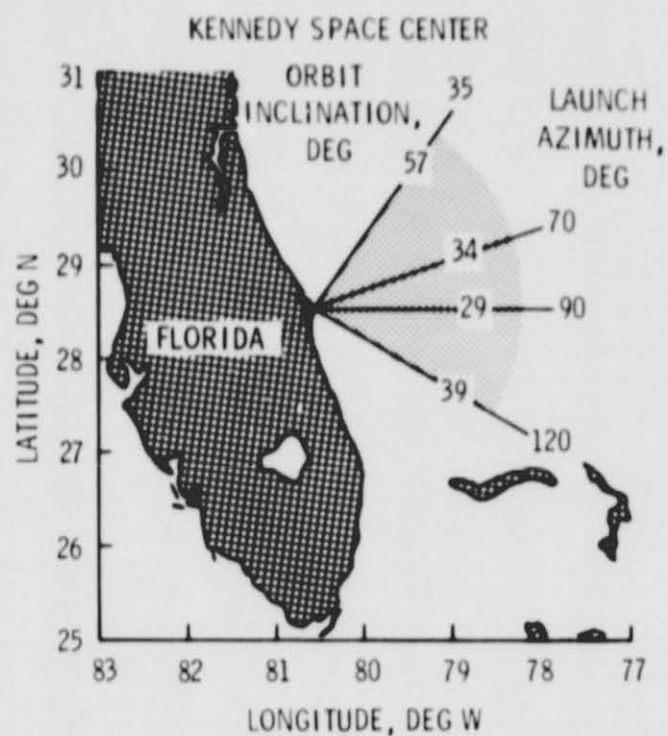 KENNEDY SPACE CENTER
ORBIT
INCLINATION,
DEG
LAUNCH
AZIMUTH,
DEG
35
57
70
34
29
90
39
120
FLORIDA
LATITUDE, DEG N
31
30
29
28
27
26
25
83 82 81 80 79 78 77
LONGITUDE, DEG W